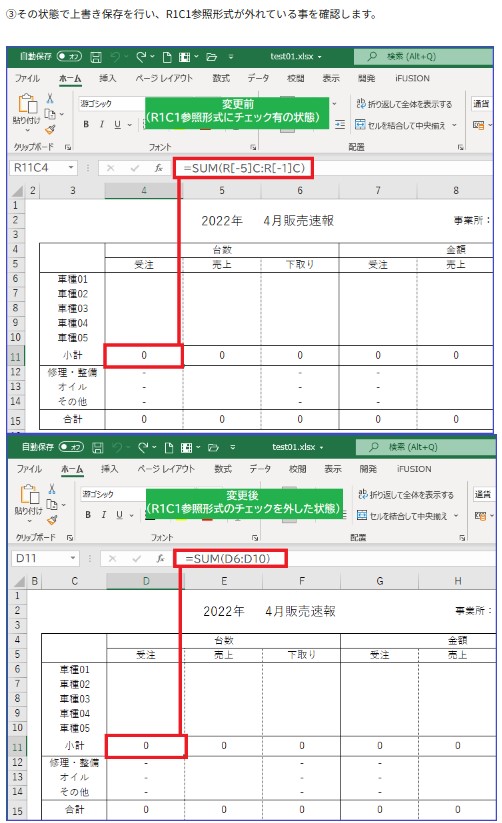 ③その状態で上書き保存を行い、R1C1参照形式が外れている事を確認します。
自動保存 オフ test01.xlsx 検索 (Alt+Q)
ファイル ホーム 挿入 ページ レイアウト 数式 データ 校閲 表示 開発 iFUSION
貼り付け 游ゴシック 折り返して全体を表示する
変更前
(R1C1参照形式にチェック有の状態)
B I U セルを結合して中央揃え
クリップボード フォント 配置
R11C4 fx =SUM(R[-5]C:R[-1]C)
2 3 4 5 6 7 8
1
2 2022年 4月販売速報 事業所：
3
4 台数 金額
5 受注 売上 下取り 受注 売上
6 車種01
7 車種02
8 車種03
9 車種04
10 車種05
11 小計 0 0 0 0 0
12 修理・整備 - - -
13 オイル - - -
14 その他 - - -
15 合計 0 0 0 0 0
自動保存 オフ test01.xlsx 検索 (Alt+Q)
ファイル ホーム 挿入 ページ レイアウト 数式 データ 校閲 表示 開発 iFUSION
貼り付け 游ゴシック 折り返して全体を表示する 通貨
変更後
(R1C1参照形式のチェックを外した状態)
B I U セルを結合して中央揃え
クリップボード フォント 配置
D11 fx =SUM(D6:D10)
B C D E F G H
1
2 2022年 4月販売速報 事業所：
3
4 台数 金額
5 受注 売上 下取り 受注 売上
6 車種01
7 車種02
8 車種03
9 車種04
10 車種05
11 小計 0 0 0 0 0
12 修理・整備 - - -
13 オイル - - -
14 その他 - - -
15 合計 0 0 0 0 0